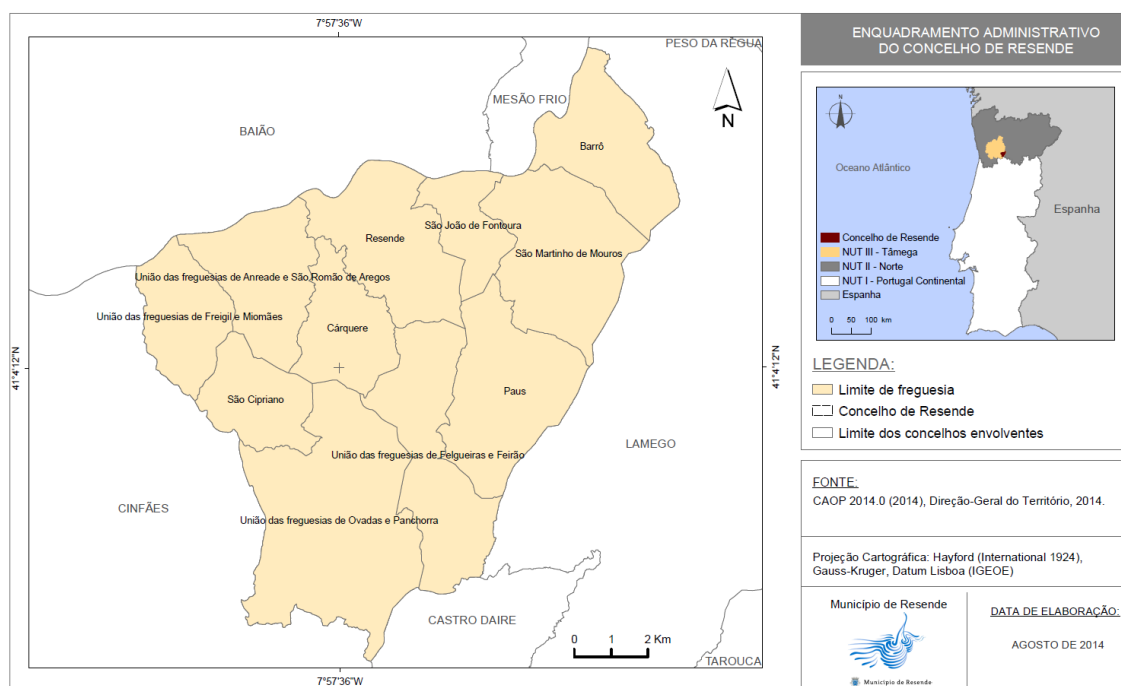 7°57'36"W
PESO DA RÉGUA
MESÃO FRIO
BAIÃO
N
Barrô
São João de Fontoura
Resende
São Martinho de Mouros
União das freguesias de Anreade e São Romão de Aregos
União das freguesias de Freigil e Miomães
Cárquere
41°4'12"N
41°4'12"N
São Cipriano
Paus
LAMEGO
União das freguesias de Felgueiras e Feirão
CINFÃES
União das freguesias de Ovadas e Panchorra
CASTRO DAIRE
0 1 2 Km
TAROUCA
7°57'36"W
ENQUADRAMENTO ADMINISTRATIVO
DO CONCELHO DE RESENDE
N
Oceano Atlântico
Espanha
Concelho de Resende
NUT III - Tâmega
NUT II - Norte
NUT I - Portugal Continental
Espanha
0 50 100 km
LEGENDA:
Limite de freguesia
Concelho de Resende
Limite dos concelhos envolventes
FONTE:
CAOP 2014.0 (2014), Direção-Geral do Território, 2014.
Projeção Cartográfica: Hayford (International 1924),
Gauss-Kruger, Datum Lisboa (IGEOE)
Município de Resende
Município de Resende
DATA DE ELABORAÇÃO:
AGOSTO DE 2014